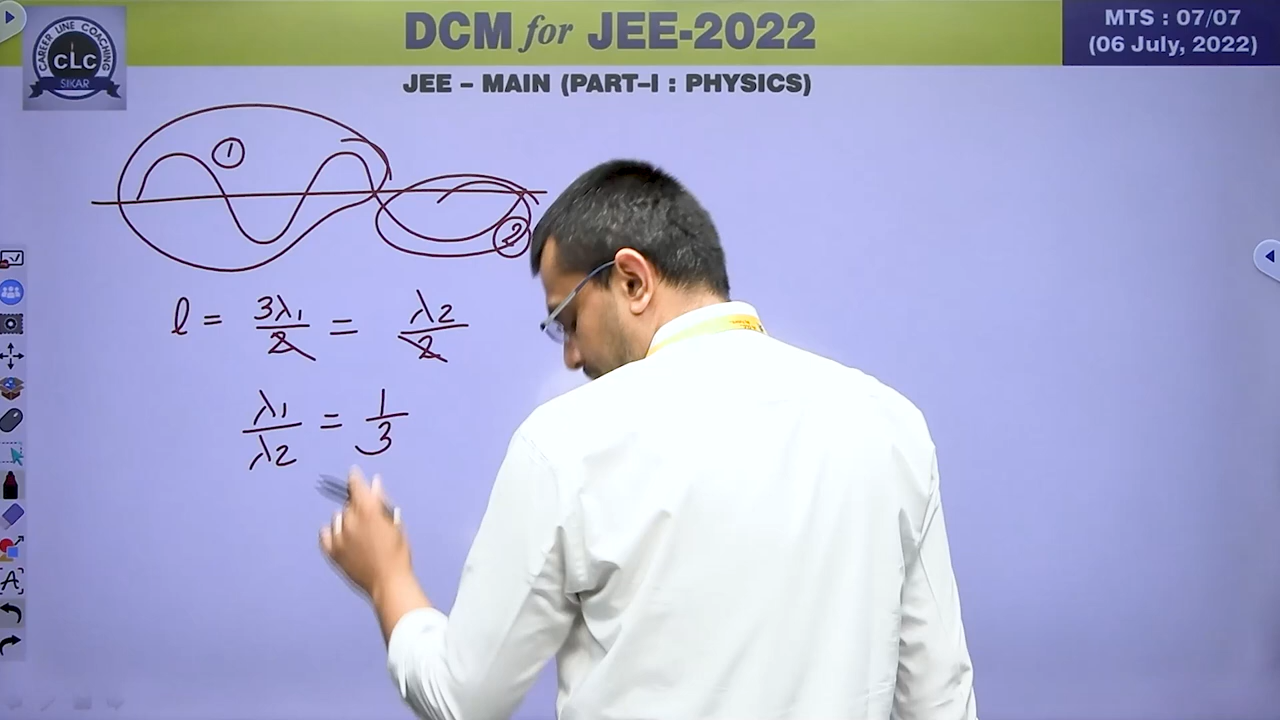 DCM for JEE-2022
MTS : 07/07
(06 July, 2022)
CAREER LINE COACHING
CLC
SIKAR
JEE – MAIN (PART–I : PHYSICS)
1
2
l = 3λ1/2 = λ2/2
λ1/λ2 = 1/3